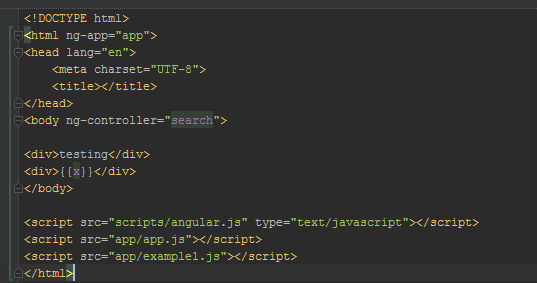 <!DOCTYPE html>
<html ng-app="app">
<head lang="en">
    <meta charset="UTF-8">
    <title></title>
</head>
<body ng-controller="search">

<div>testing</div>
<div>{{x}}</div>
</body>

<script src="scripts/angular.js" type="text/javascript"></script>
<script src="app/app.js"></script>
<script src="app/example1.js"></script>
</html>